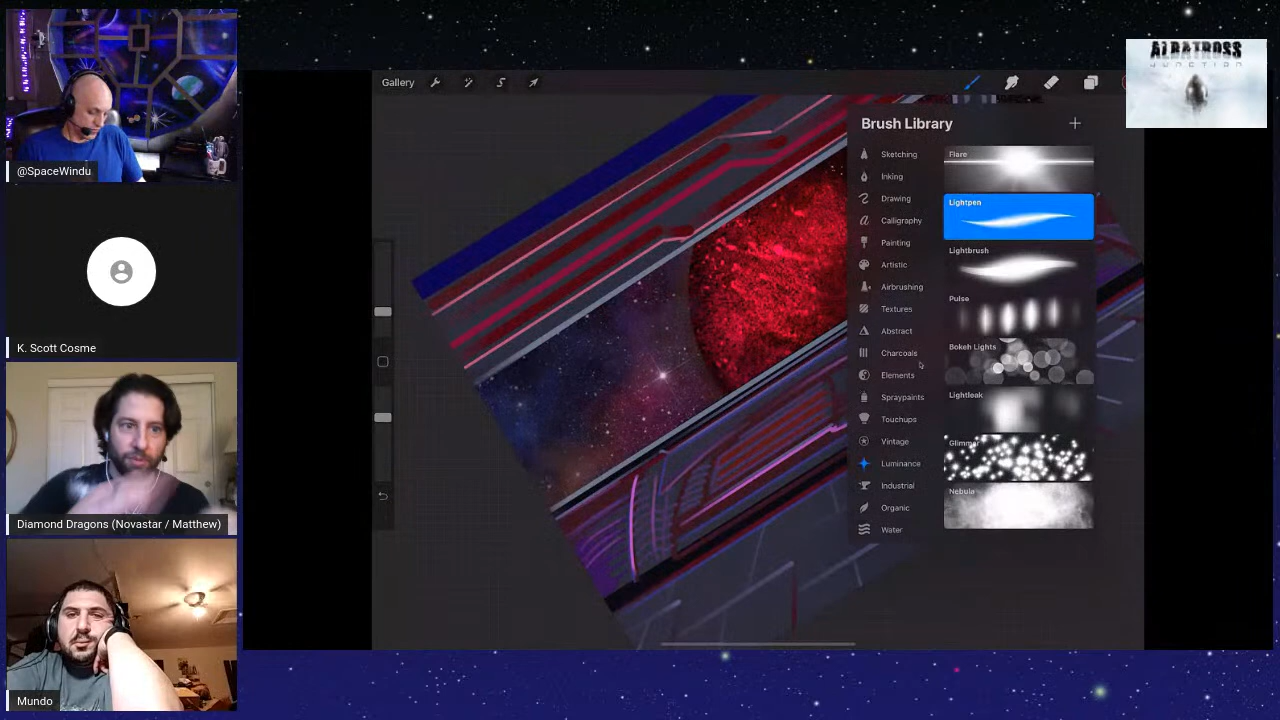 @SpaceWindu
K. Scott Cosme
Diamond Dragons (Novastar / Matthew)
Mundo
Gallery
Brush Library
Sketching
Inking
Drawing
Calligraphy
Painting
Artistic
Airbrushing
Textures
Abstract
Charcoals
Elements
Spraypaints
Touchups
Vintage
Luminance
Industrial
Organic
Water
Flare
Lightpen
Lightbrush
Pulse
Bokeh Lights
Lightleak
Glimmer
Nebula
ALBATROSS
JUNCTION